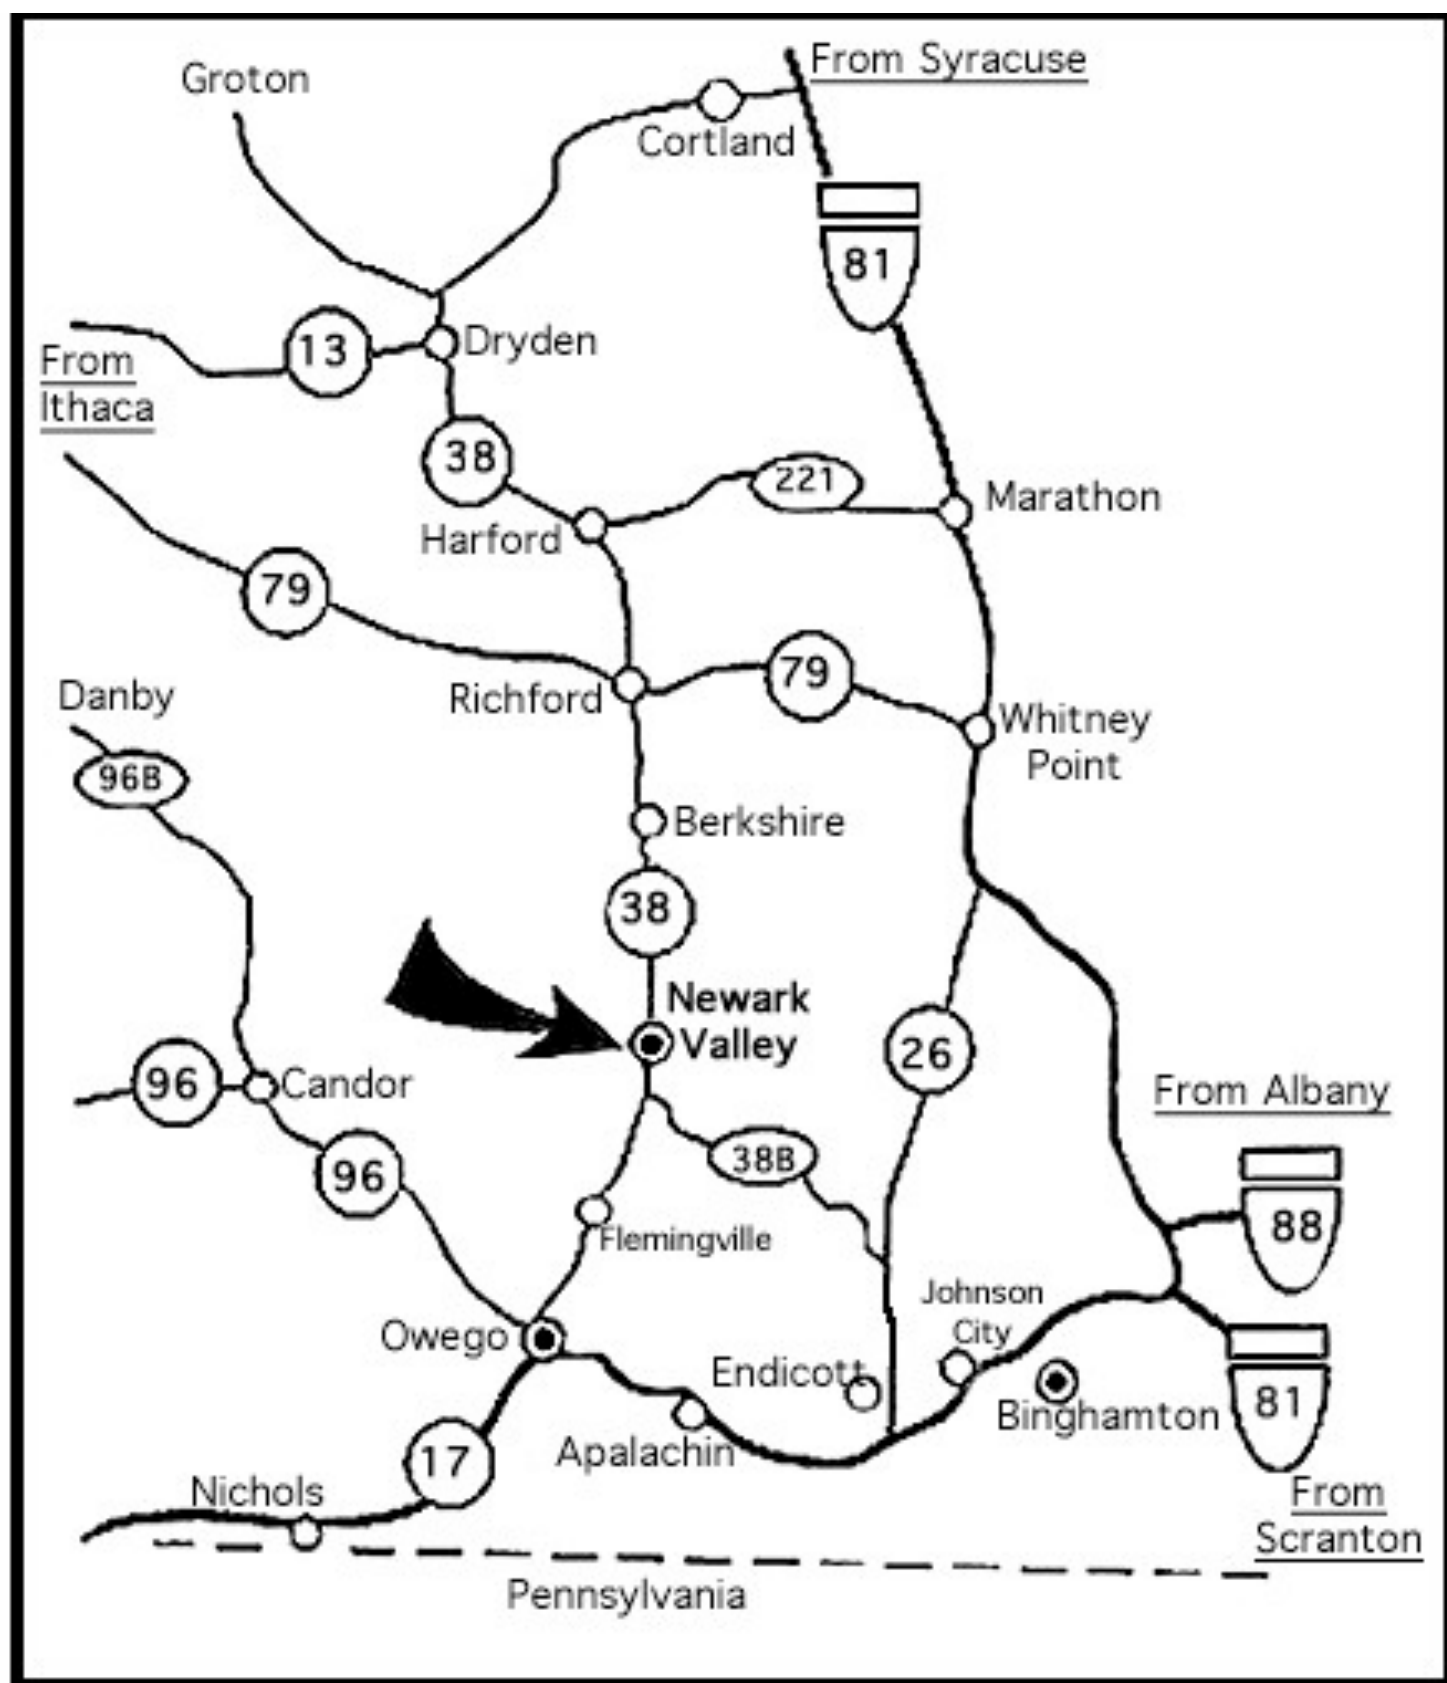 From Syracuse
Groton
Cortland
81
13
Dryden
From
Ithaca
38
221
Marathon
Harford
79
79
Richford
Danby
Whitney
Point
96B
Berkshire
38
Newark
Valley
26
96
Candor
From Albany
38B
96
88
Flemingville
Johnson
City
Owego
Endicott
81
Binghamton
Apalachin
17
Nichols
From
Scranton
Pennsylvania